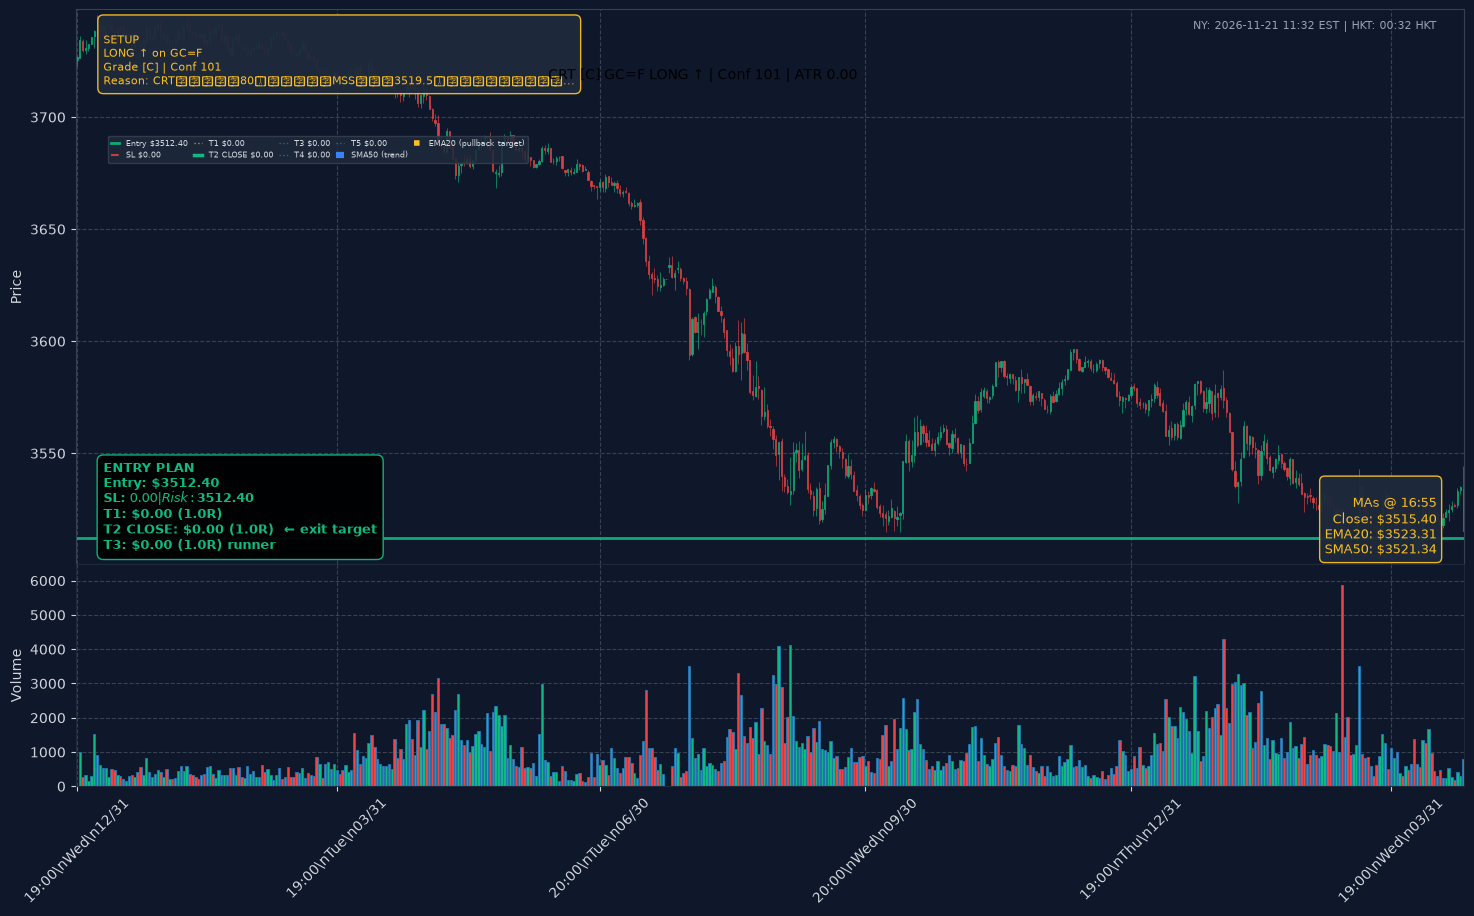 NY: 2026-11-21 11:32 EST | HKT: 00:32 HKT
SETUP
LONG ↑ on GC=F
Grade [C] | Conf 101
Reason: CRT▯▯▯▯▯80▯▯▯▯▯▯MSS▯▯▯3519.5▯▯▯▯▯▯▯▯▯▯...
CRT [C] GC=F LONG ↑ | Conf 101 | ATR 0.00
Entry $3512.40
SL $0.00
T1 $0.00
T2 CLOSE $0.00
T3 $0.00
T4 $0.00
T5 $0.00
SMA50 (trend)
EMA20 (pullback target)
Price
3700
3650
3600
3550
ENTRY PLAN
Entry: $3512.40
SL: 0.00|Risk:3512.40
T1: $0.00 (1.0R)
T2 CLOSE: $0.00 (1.0R) ← exit target
T3: $0.00 (1.0R) runner
MAs @ 16:55
Close: $3515.40
EMA20: $3523.31
SMA50: $3521.34
Volume
6000
5000
4000
3000
2000
1000
0
19:00\nWed\n12/31
19:00\nTue\n03/31
20:00\nTue\n06/30
20:00\nWed\n09/30
19:00\nThu\n12/31
19:00\nWed\n03/31